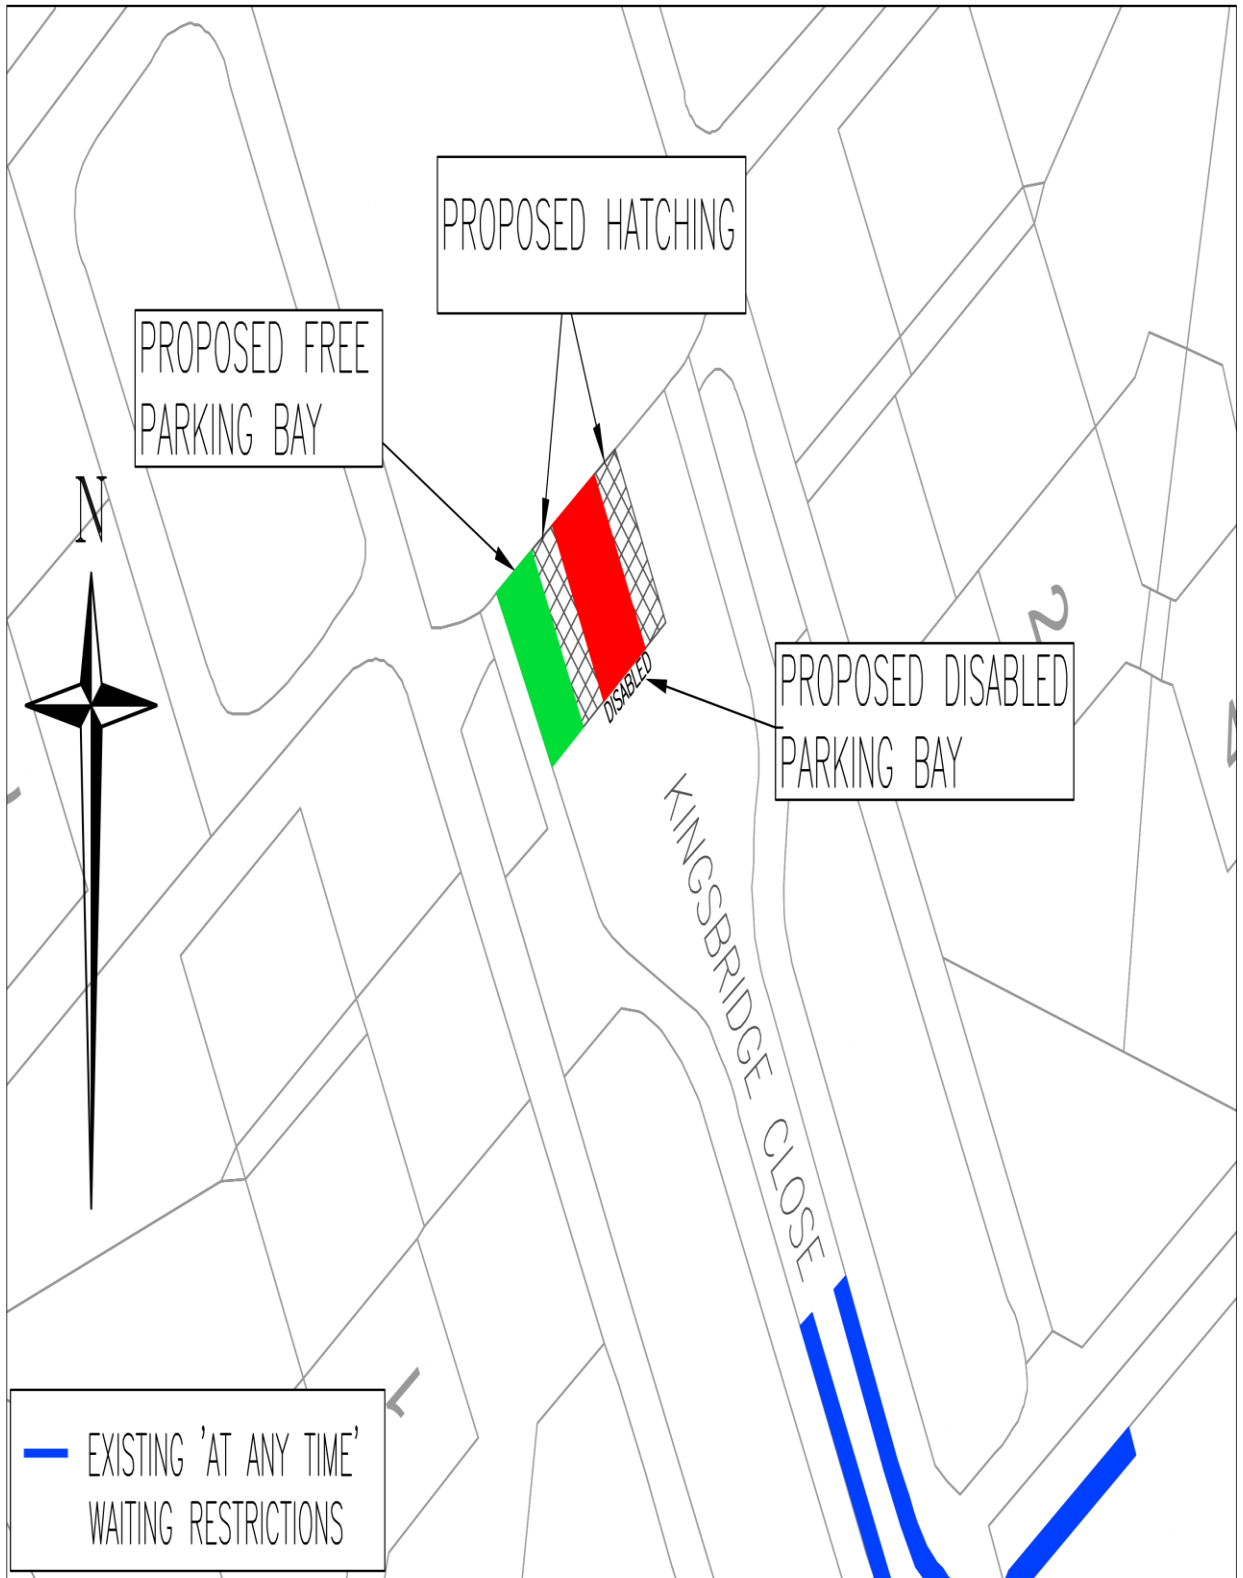 PROPOSED HATCHING
PROPOSED FREE
PARKING BAY
N
DISABLED
2
PROPOSED DISABLED
PARKING BAY
KINGSBRIDGE CLOSE
1
EXISTING 'AT ANY TIME'
WAITING RESTRICTIONS